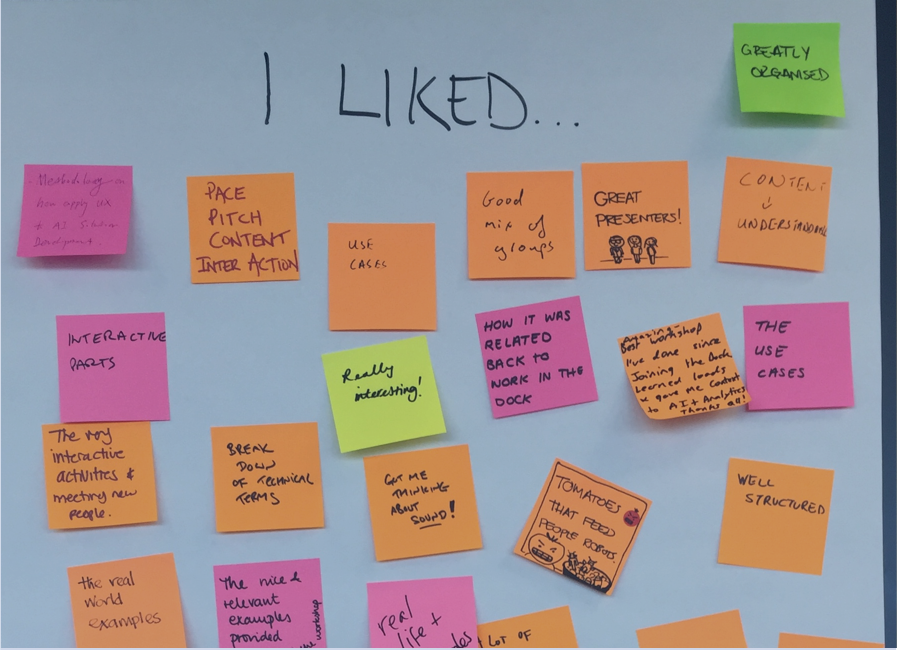 I LIKED...
GREATLY
ORGANISED
Methodology on
how apply UX
to AI Solution
Development.
PACE
PITCH
CONTENT
INTER ACTION
USE
CASES
Good
mix of
groups
GREAT
PRESENTERS!
CONTENT
UNDERSTANDABLE
INTERACTIVE
PARTS
Really
interesting!
HOW IT WAS
RELATED
BACK TO
WORK IN THE
DOCK
Amazing-
best workshop
I've done since
Joining the Dock
Learned loads
& gave me context
to AI + Analytics
Thanks all!
THE
USE
CASES
The
interactive
activities &
meeting new
people.
BREAK
DOWN
OF TECHNICAL
TERMS
GOT ME
THINKING
ABOUT
SOUND!
TOMATOES
THAT FEED
PEOPLE ROBOTS.
WELL
STRUCTURED
the real
world
examples
The nice &
relevant
examples
provided
workshop
real
life +
LOT OF